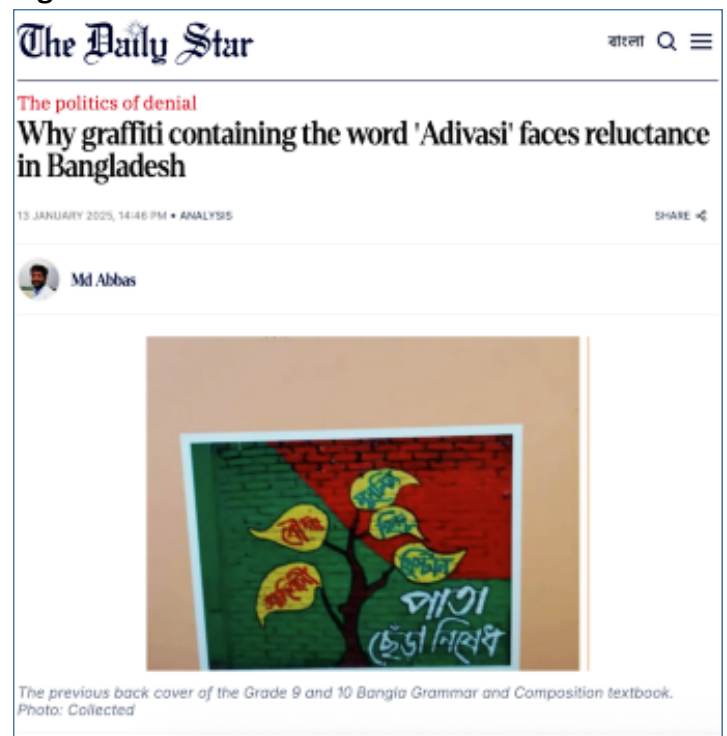 The Daily Star
বাংলা
The politics of denial
Why graffiti containing the word 'Adivasi' faces reluctance
in Bangladesh
13 JANUARY 2025, 14:46 PM • ANALYSIS
SHARE
Md Abbas
মুসলিম
বৌদ্ধ
হিন্দু
খ্রিস্টান
আদিবাসী
পাতা
ছেঁড়া নিষেধ
The previous back cover of the Grade 9 and 10 Bangla Grammar and Composition textbook.
Photo: Collected